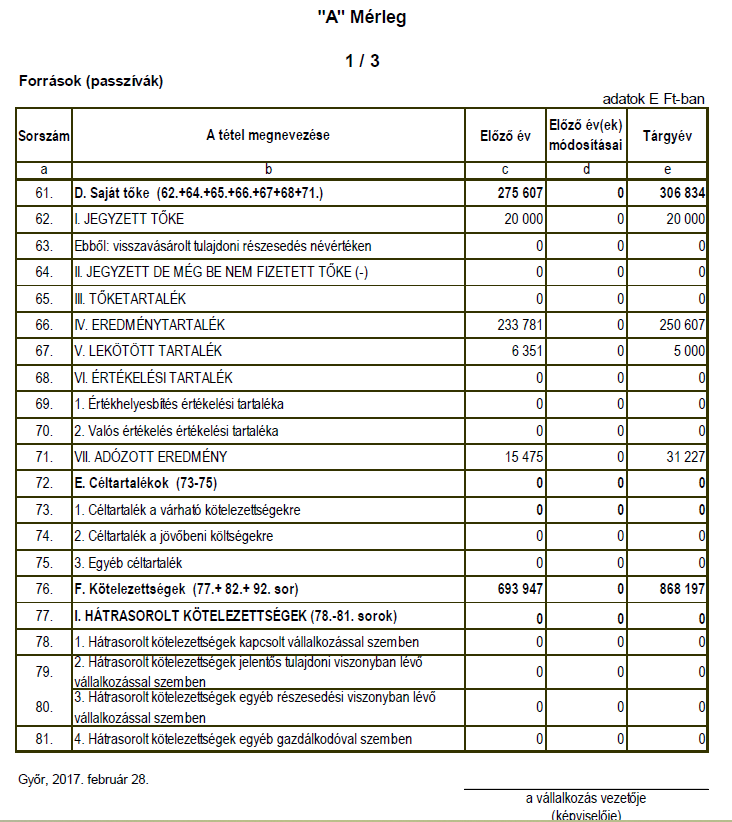 "A" Mérleg
1 / 3
Források (passzívák)
adatok E Ft-ban
Sorszám A tétel megnevezése Előző év Előző év(ek) módosításai Tárgyév
a b c d e
61. D. Saját tőke (62.+64.+65.+66.+67+68+71.) 275 607 0 306 834
62. I. JEGYZETT TŐKE 20 000 0 20 000
63. Ebből: visszavásárolt tulajdoni részesedés névértéken 0 0 0
64. II. JEGYZETT DE MÉG BE NEM FIZETETT TŐKE (-) 0 0 0
65. III. TŐKETARTALÉK 0 0 0
66. IV. EREDMÉNYTARTALÉK 233 781 0 250 607
67. V. LEKÖTÖTT TARTALÉK 6 351 0 5 000
68. VI. ÉRTÉKELÉSI TARTALÉK 0 0 0
69. 1. Értékhelyesbítés értékelési tartaléka 0 0 0
70. 2. Valós értékelés értékelési tartaléka 0 0 0
71. VII. ADÓZOTT EREDMÉNY 15 475 0 31 227
72. E. Céltartalékok (73-75) 0 0 0
73. 1. Céltartalék a várható kötelezettségekre 0 0 0
74. 2. Céltartalék a jövőbeni költségekre 0 0 0
75. 3. Egyéb céltartalék 0 0 0
76. F. Kötelezettségek (77.+ 82.+ 92. sor) 693 947 0 868 197
77. I. HÁTRASOROLT KÖTELEZETTSÉGEK (78.-81. sorok) 0 0 0
78. 1. Hátrasorolt kötelezettségek kapcsolt vállalkozással szemben 0 0 0
79. 2. Hátrasorolt kötelezettségek jelentős tulajdoni viszonyban lévő
vállalkozással szemben 0 0 0
80. 3. Hátrasorolt kötelezettségek egyéb részesedési viszonyban lévő
vállalkozással szemben 0 0 0
81. 4. Hátrasorolt kötelezettségek egyéb gazdálkodóval szemben 0 0 0
Győr, 2017. február 28.
a vállalkozás vezetője
(képviselője)